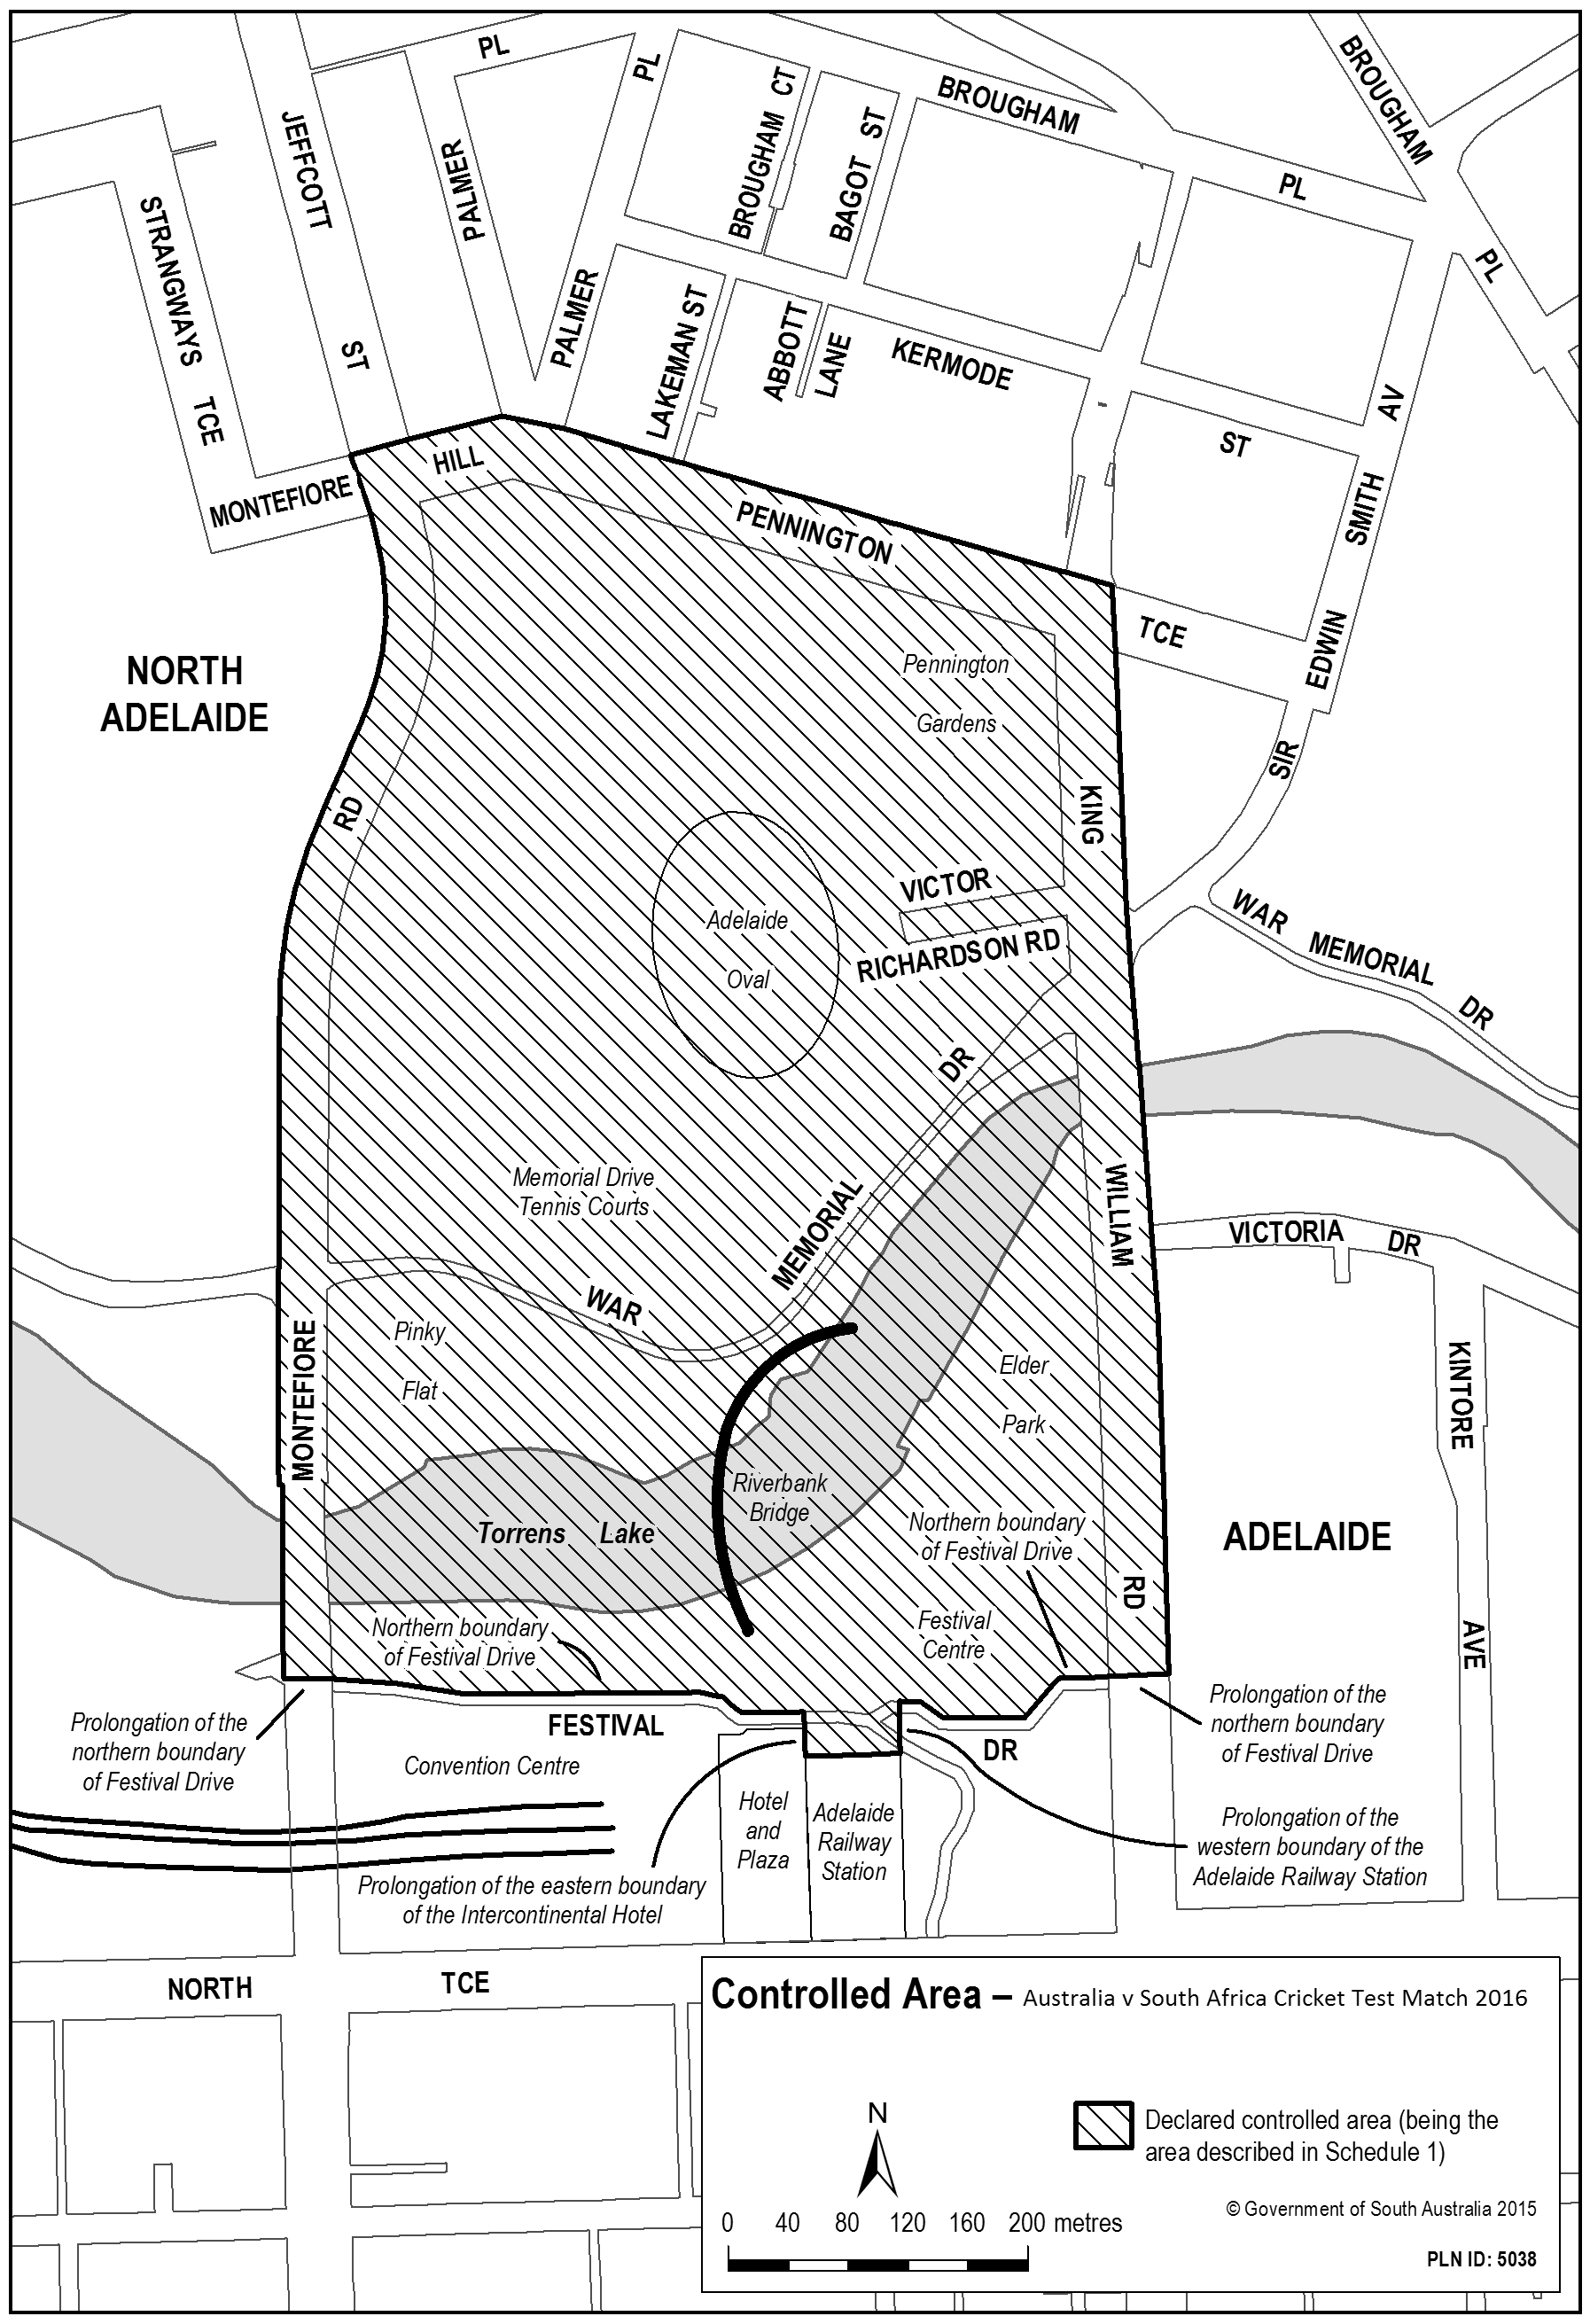 PL
PL
BROUGHAM CT
BAGOT ST
BROUGHAM
PL
BROUGHAM
PL
JEFFCOTT
ST
PALMER
PALMER
STRANGWAYS TCE
LAKEMAN ST
ABBOTT
LANE
KERMODE
ST
SIR EDWIN SMITH AV
MONTEFIORE
HILL
RD
PENNINGTON
TCE
NORTH
ADELAIDE
Pennington
Gardens
KING
WILLIAM
RD
VICTOR
RICHARDSON RD
Adelaide
Oval
WAR MEMORIAL DR
WAR MEMORIAL DR
Memorial Drive
Tennis Courts
VICTORIA DR
MONTEFIORE
Pinky
Flat
Elder
Park
KINTORE
AVE
Riverbank
Bridge
Torrens Lake
Northern boundary
of Festival Drive
ADELAIDE
Northern boundary
of Festival Drive
Festival
Centre
Prolongation of the
northern boundary
of Festival Drive
FESTIVAL
DR
Prolongation of the
northern boundary
of Festival Drive
Convention Centre
Hotel
and
Plaza
Adelaide
Railway
Station
Prolongation of the
western boundary of the
Adelaide Railway Station
Prolongation of the eastern boundary
of the Intercontinental Hotel
NORTH TCE
Controlled Area – Australia v South Africa Cricket Test Match 2016
N
Declared controlled area (being the
area described in Schedule 1)
0 40 80 120 160 200 metres
© Government of South Australia 2015
PLN ID: 5038